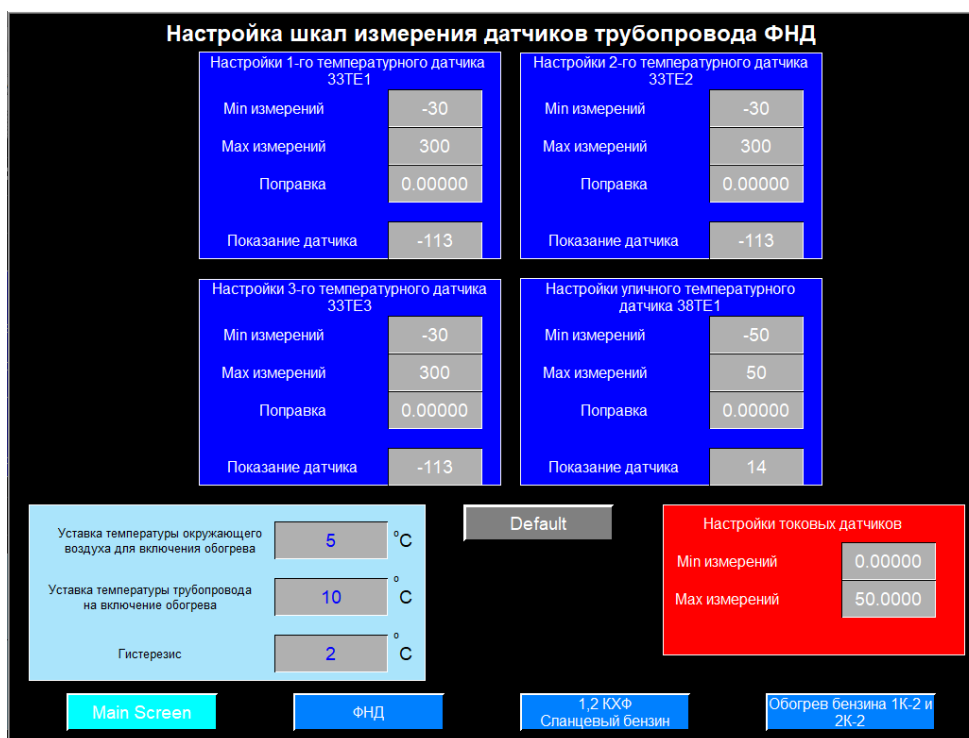 Настройка шкал измерения датчиков трубопровода ФНД
Настройки 1-го температурного датчика
33TE1
Min измерений
-30
Max измерений
300
Поправка
0.00000
Показание датчика
-113
Настройки 2-го температурного датчика
33TE2
Min измерений
-30
Max измерений
300
Поправка
0.00000
Показание датчика
-113
Настройки 3-го температурного датчика
33TE3
Min измерений
-30
Max измерений
300
Поправка
0.00000
Показание датчика
-113
Настройки уличного температурного
датчика 38TE1
Min измерений
-50
Max измерений
50
Поправка
0.00000
Показание датчика
14
Уставка температуры окружающего
воздуха для включения обогрева
5
°C
Уставка температуры трубопровода
на включение обогрева
10
°C
Гистерезис
2
°C
Default
Настройки токовых датчиков
Min измерений
0.00000
Max измерений
50.0000
Main Screen
ФНД
1,2 КХФ
Сланцевый бензин
Обогрев бензина 1К-2 и
2К-2